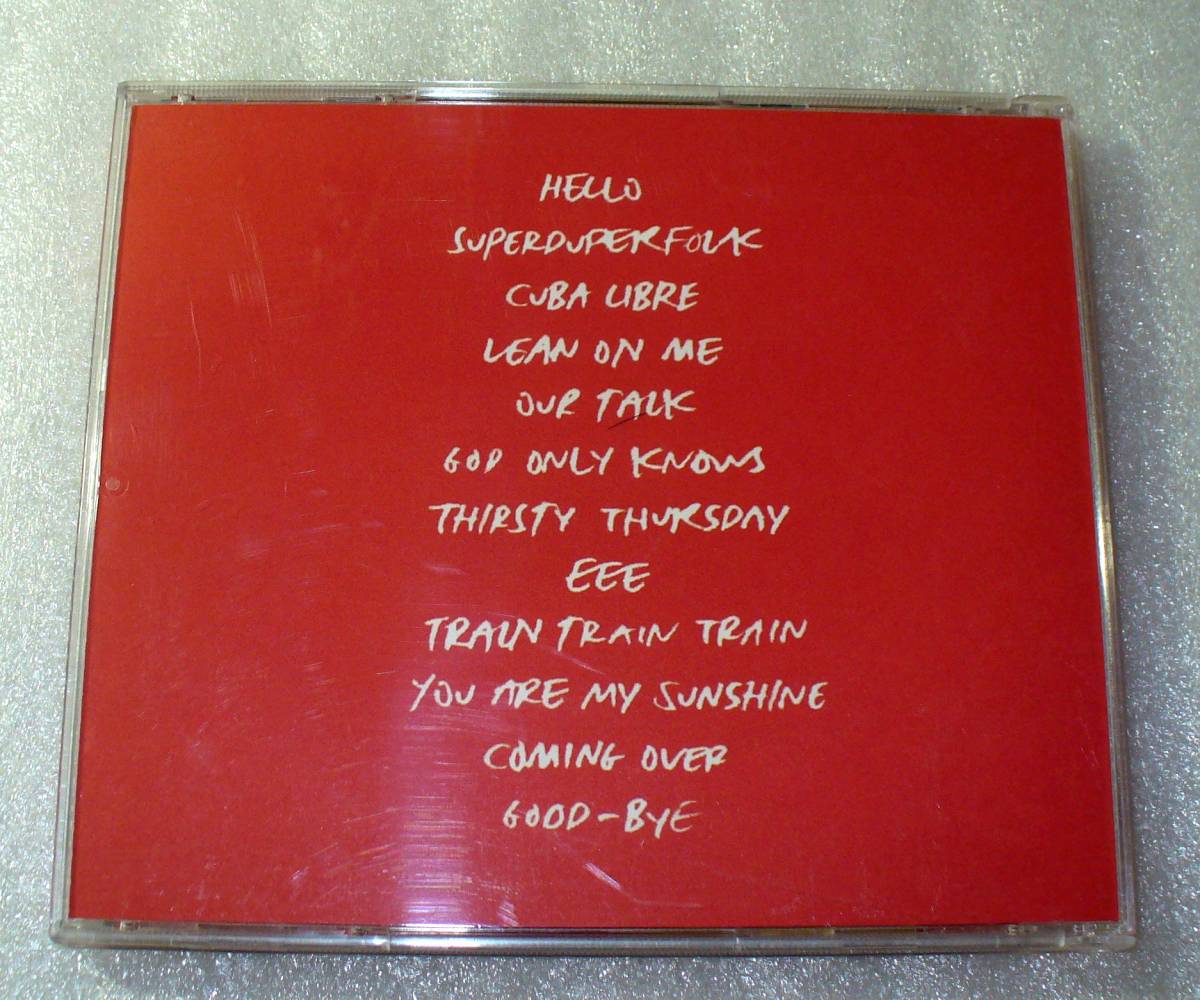 HELLO
SUPERDUPERFOLK
CUBA LIBRE
LEAN ON ME
OUR TALK
GOD ONLY KNOWS
THIRSTY THURSDAY
EEE
TRAIN TRAIN TRAIN
YOU ARE MY SUNSHINE
COMING OVER
GOOD-BYE